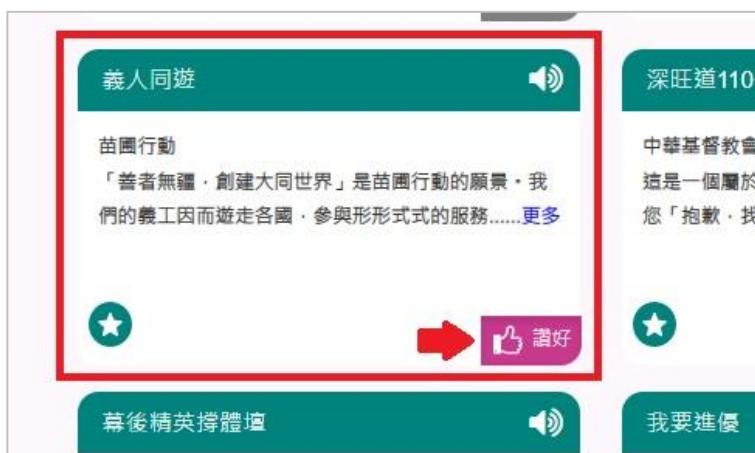 義人同遊
深旺道110
苗圃行動
「善者無疆．創建大同世界」是苗圃行動的願景。我
們的義工因而遊走各國．參與形形式式的服務......更多
中華基督教會
這是一個屬於
您「抱歉．找
讚好
幕後精英撐體壇
我要進優